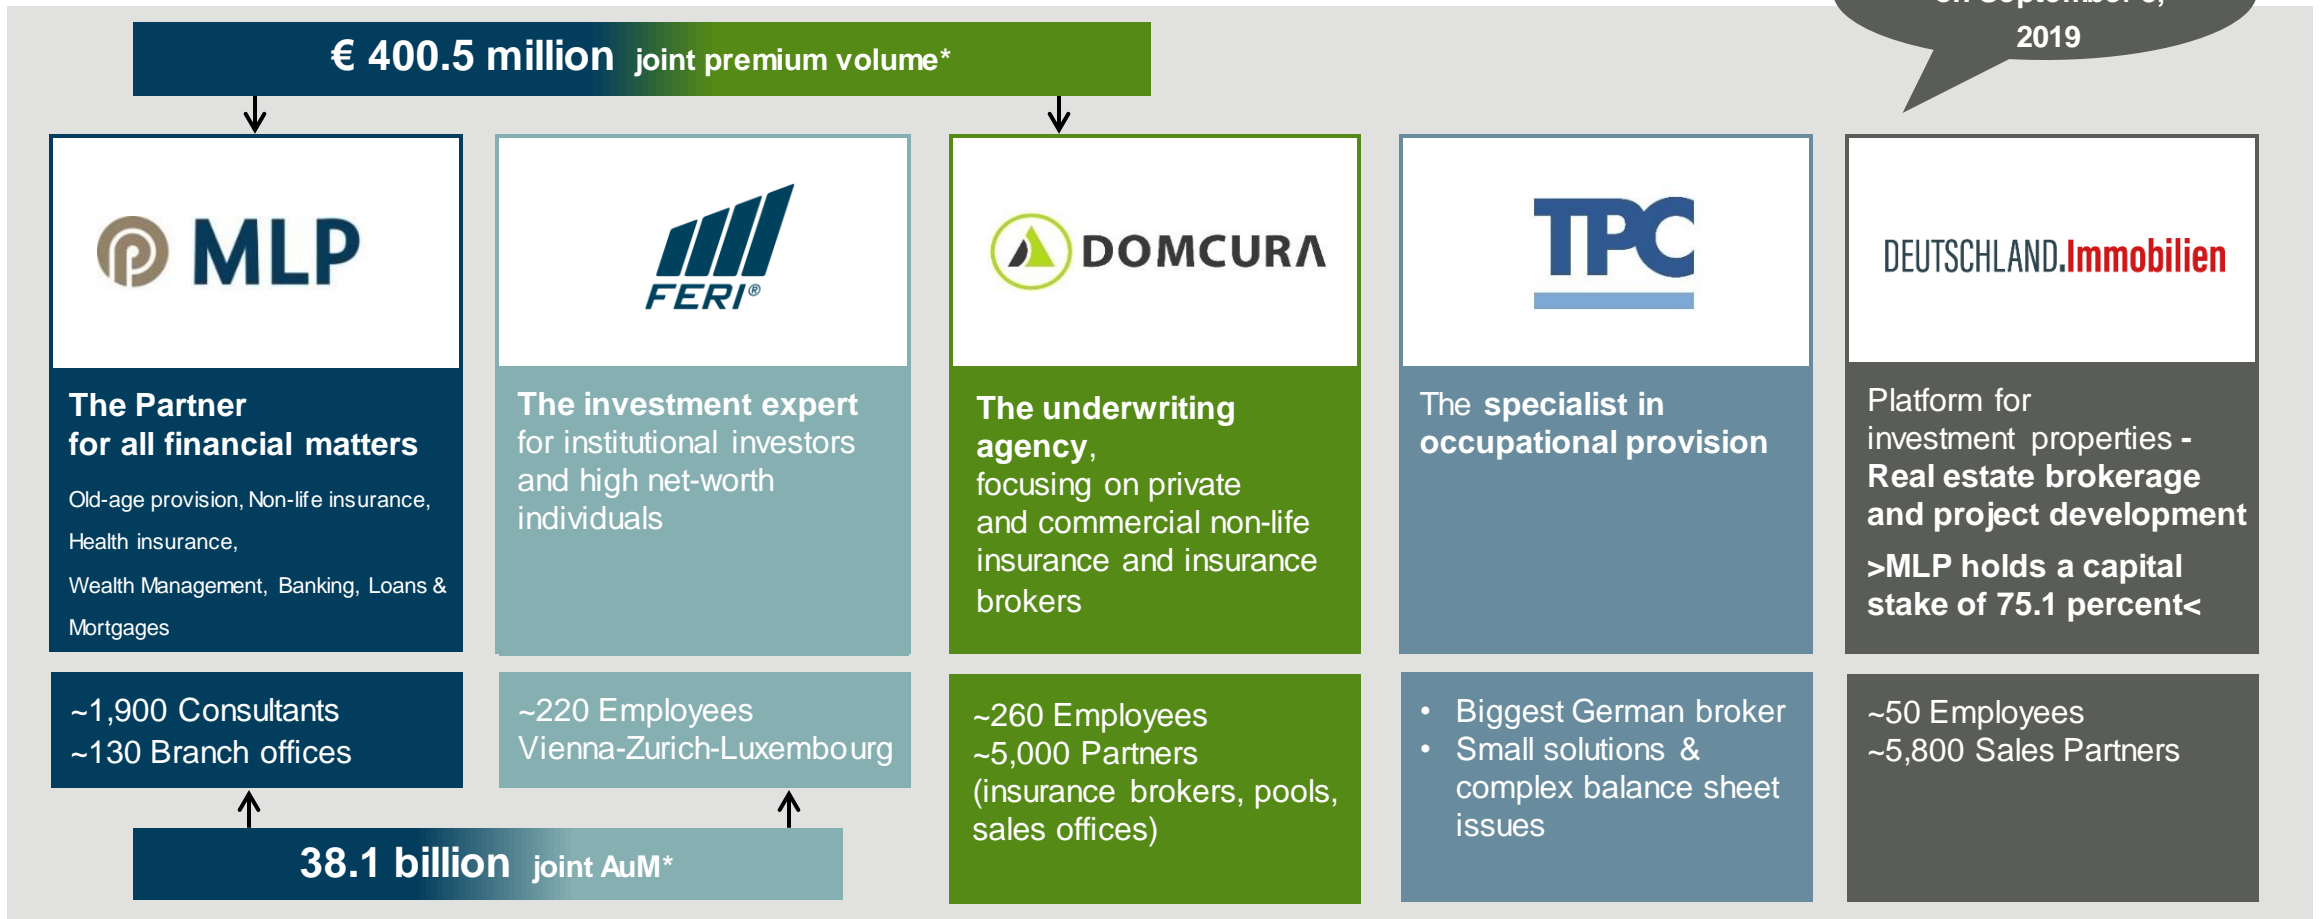 2019
€ 400.5 million joint premium volume*
MLP
FERI®
DOMCURA
TPC
DEUTSCHLAND.Immobilien
The Partner
for all financial matters
Old-age provision, Non-life insurance,
Health insurance,
Wealth Management, Banking, Loans &
Mortgages
The investment expert
for institutional investors
and high net-worth
individuals
The underwriting
agency,
focusing on private
and commercial non-life
insurance and insurance
brokers
The specialist in
occupational provision
Platform for
investment properties -
Real estate brokerage
and project development
>MLP holds a capital
stake of 75.1 percent<
~1,900 Consultants
~130 Branch offices
~220 Employees
Vienna-Zurich-Luxembourg
~260 Employees
~5,000 Partners
(insurance brokers, pools,
sales offices)
• Biggest German broker
• Small solutions &
complex balance sheet
issues
~50 Employees
~5,800 Sales Partners
38.1 billion joint AuM*